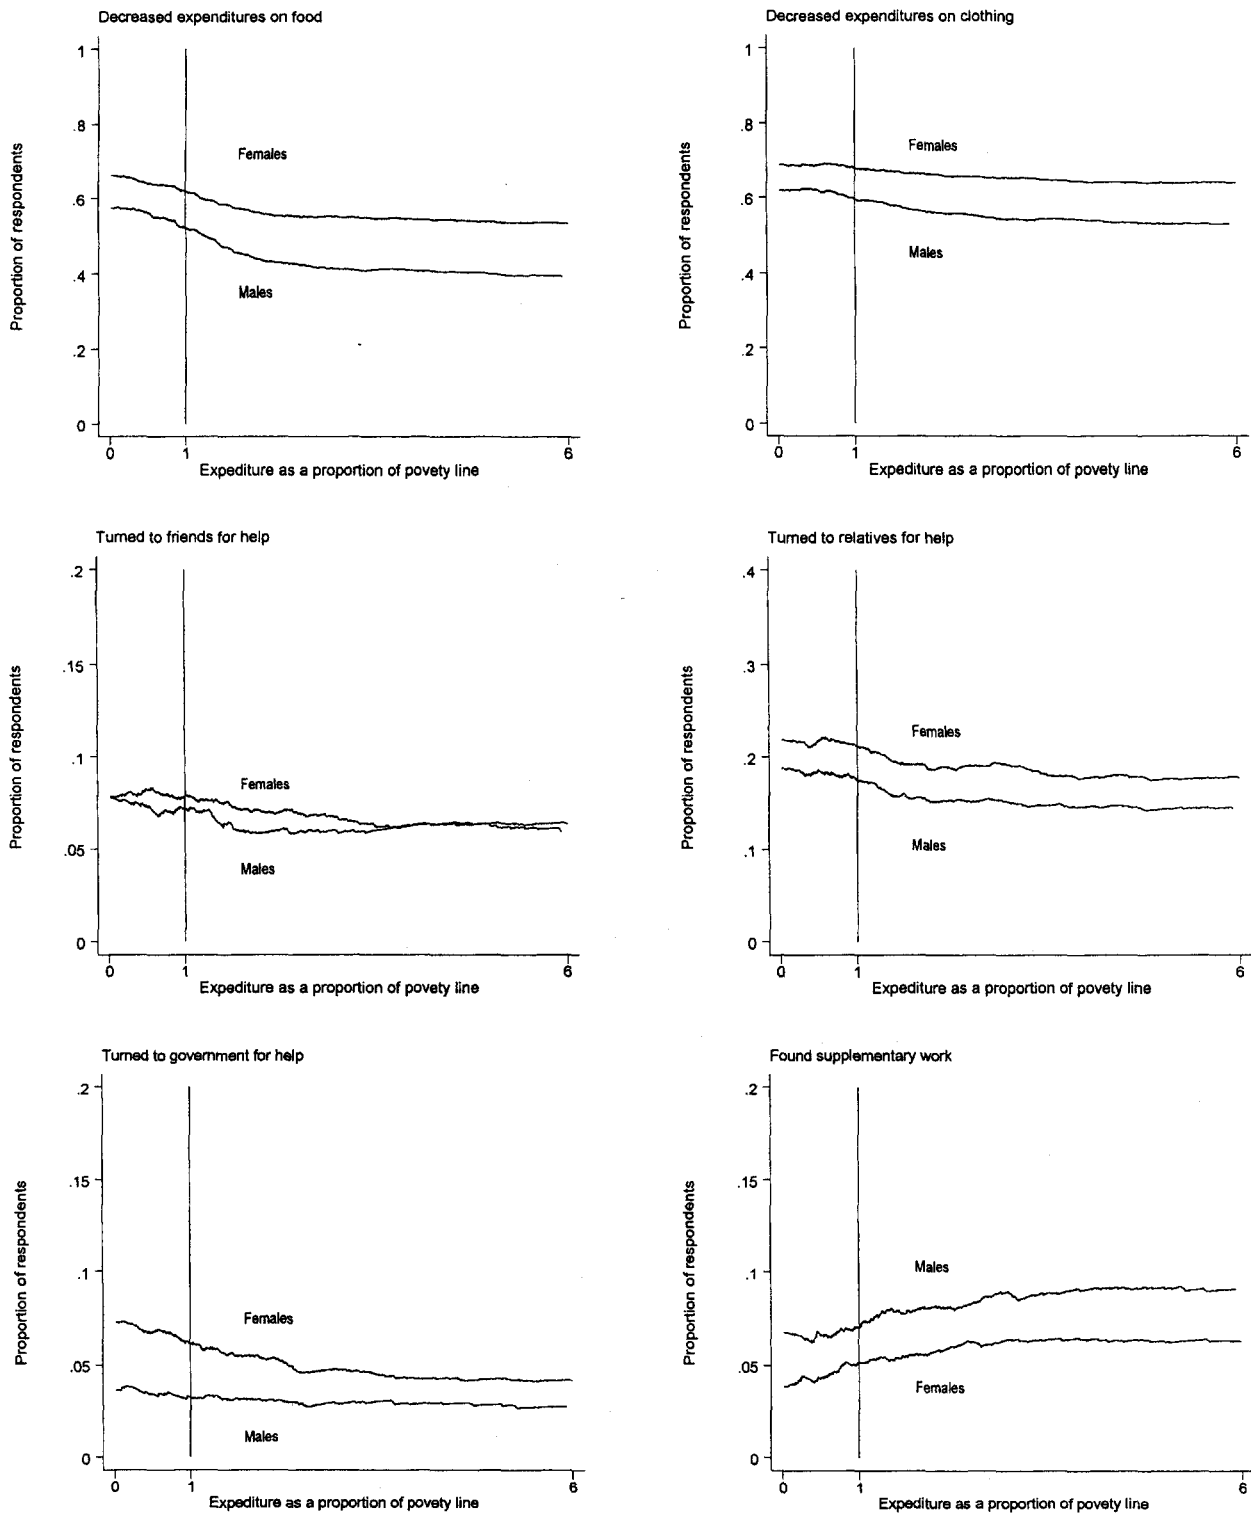 Decreased expenditures on food
Proportion of respondents
1
.8
.6
.4
.2
0
Females
Males
0 1 6
Expediture as a proportion of povety line
Decreased expenditures on clothing
Proportion of respondents
1
.8
.6
.4
.2
0
Females
Males
0 1 6
Expediture as a proportion of povety line
Turned to friends for help
Proportion of respondents
.2
.15
.1
.05
0
Females
Males
0 1 6
Expediture as a proportion of povety line
Turned to relatives for help
Proportion of respondents
.4
.3
.2
.1
0
Females
Males
0 1 6
Expediture as a proportion of povety line
Turned to government for help
Proportion of respondents
.2
.15
.1
.05
0
Females
Males
0 1 6
Expediture as a proportion of povety line
Found supplementary work
Proportion of respondents
.2
.15
.1
.05
0
Males
Females
0 1 6
Expediture as a proportion of povety line